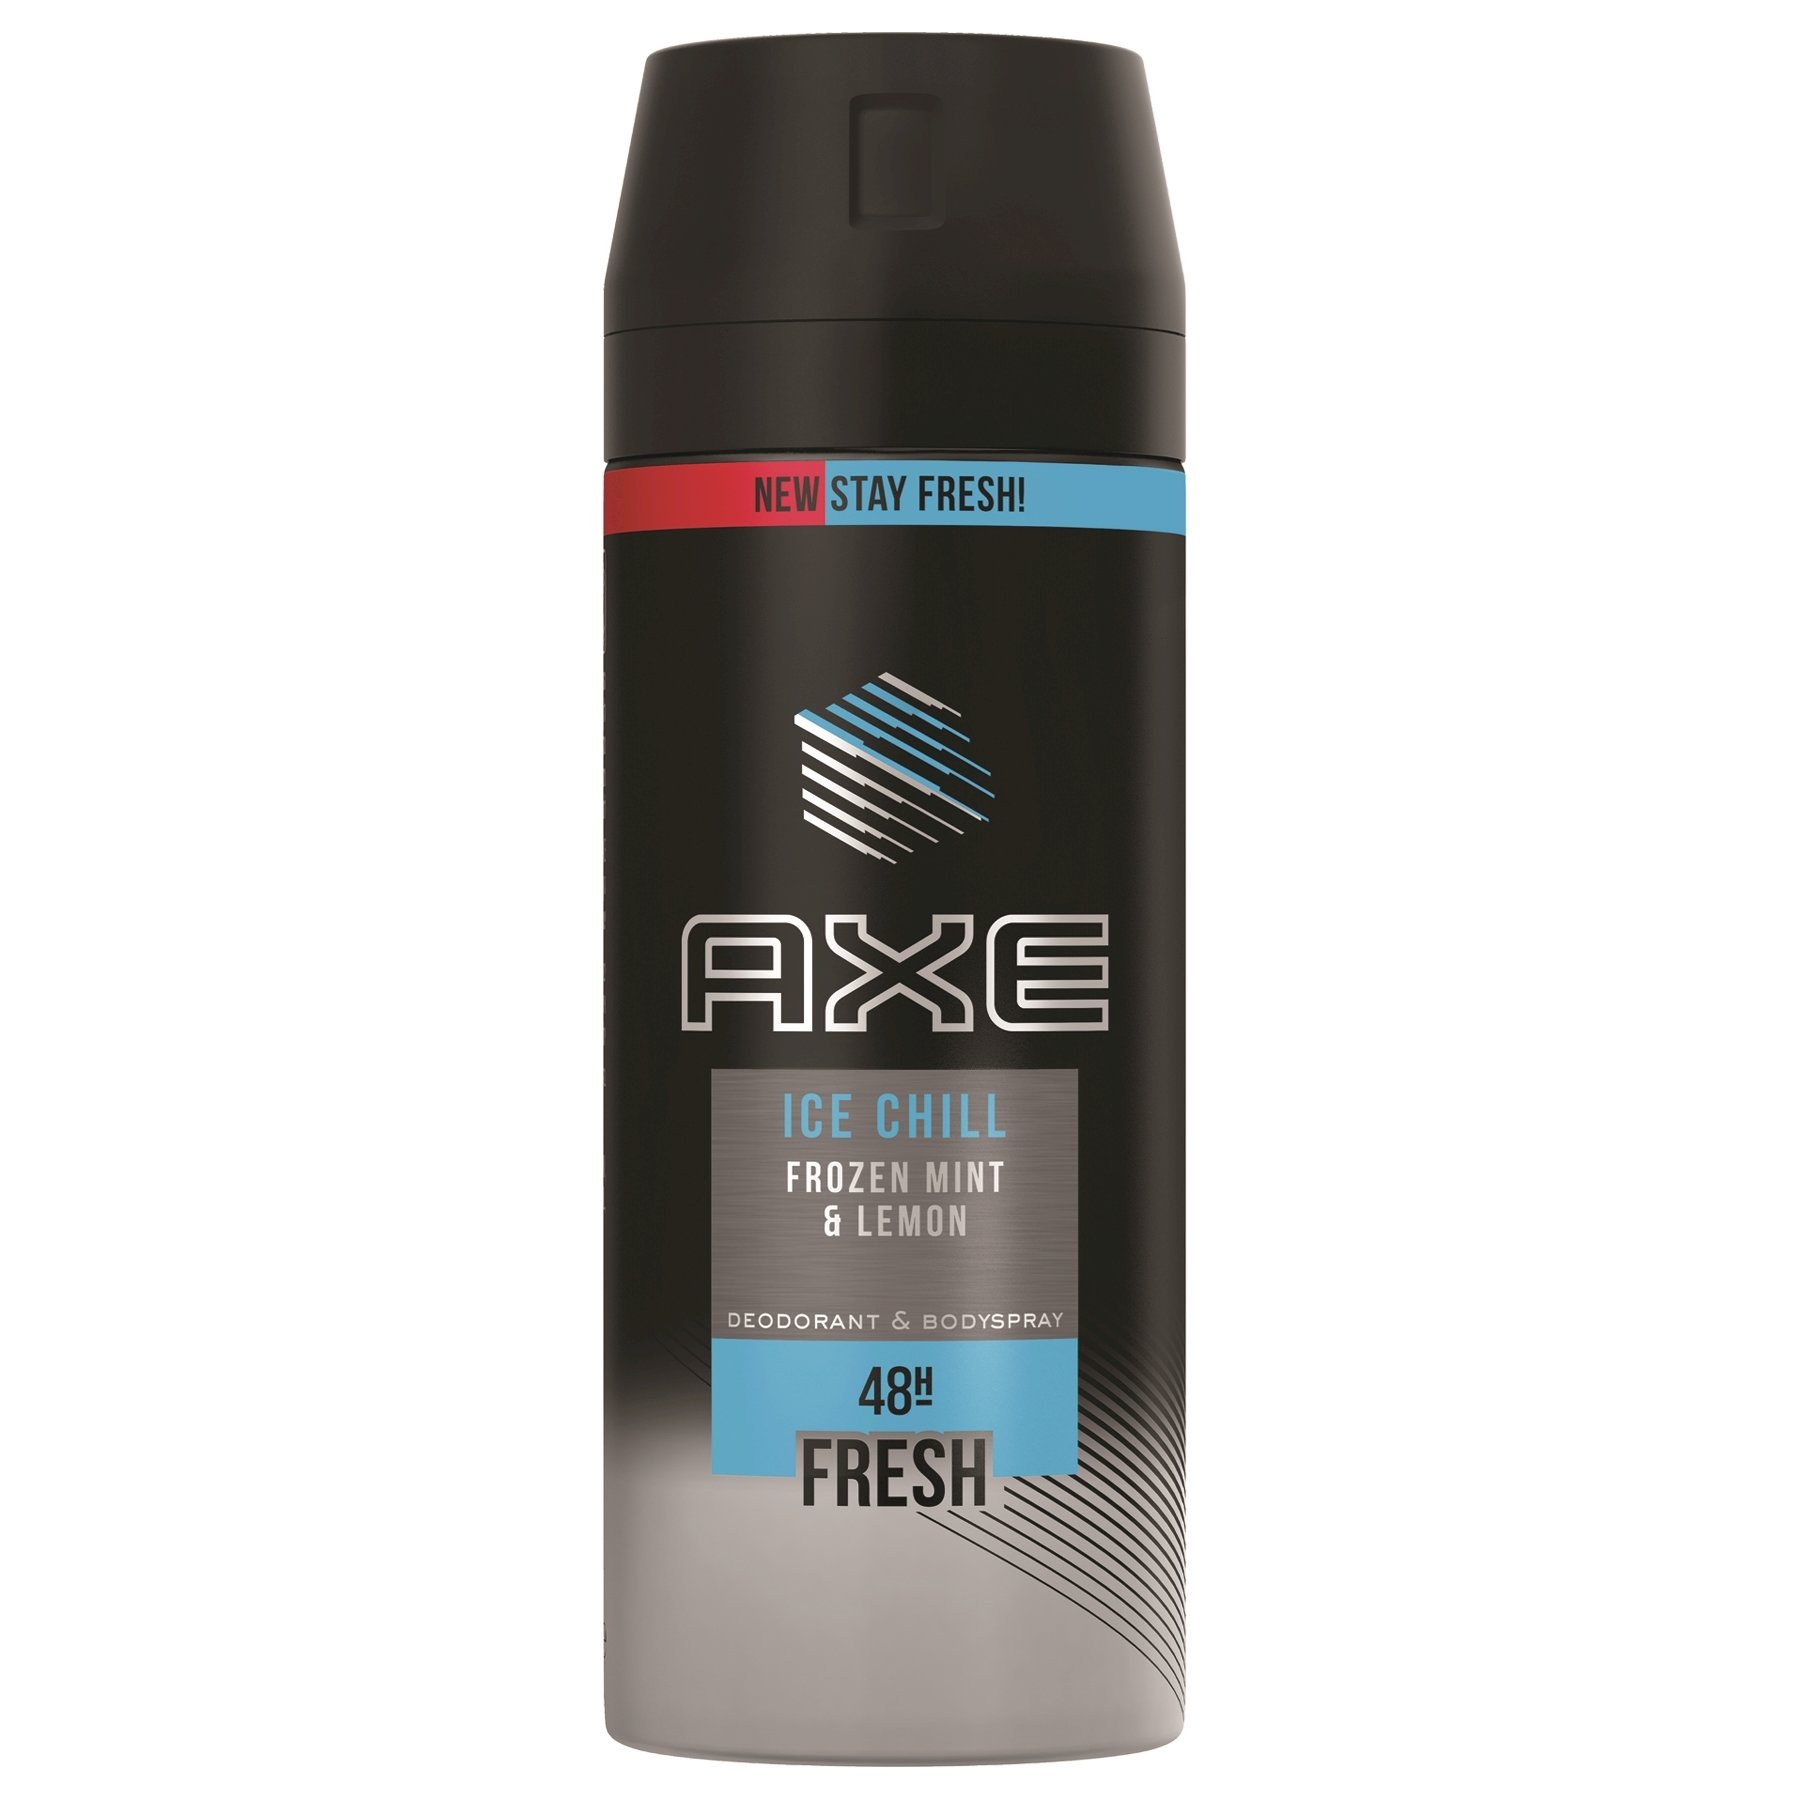 NEW STAY FRESH!
AXE
ICE CHILL
FROZEN MINT
& LEMON
DEODORANT & BODYSPRAY
48H
FRESH